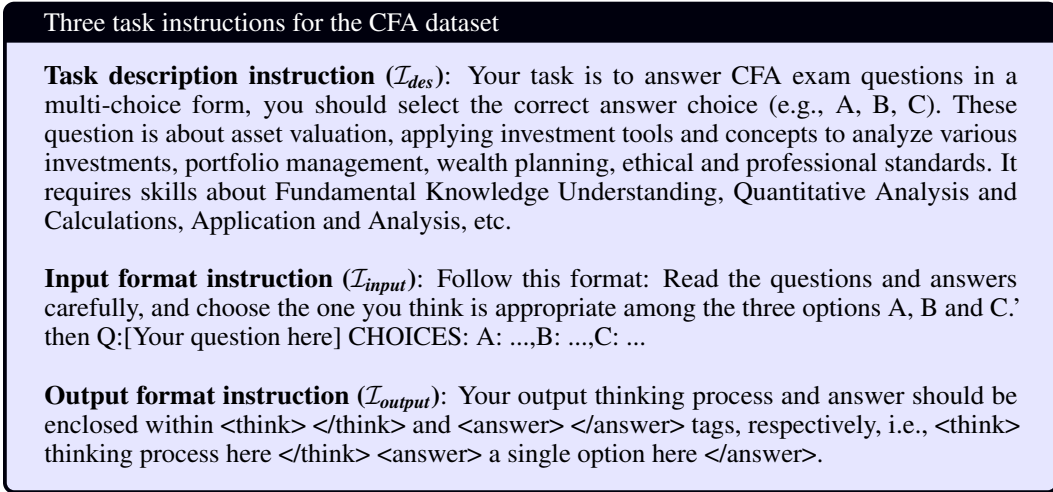 Three task instructions for the CFA dataset
Task description instruction (I_des): Your task is to answer CFA exam questions in a
multi-choice form, you should select the correct answer choice (e.g., A, B, C). These
question is about asset valuation, applying investment tools and concepts to analyze various
investments, portfolio management, wealth planning, ethical and professional standards. It
requires skills about Fundamental Knowledge Understanding, Quantitative Analysis and
Calculations, Application and Analysis, etc.
Input format instruction (I_input): Follow this format: Read the questions and answers
carefully, and choose the one you think is appropriate among the three options A, B and C.’
then Q:[Your question here] CHOICES: A: ...,B: ...,C: ...
Output format instruction (I_output): Your output thinking process and answer should be
enclosed within <think> </think> and <answer> </answer> tags, respectively, i.e., <think>
thinking process here </think> <answer> a single option here </answer>.